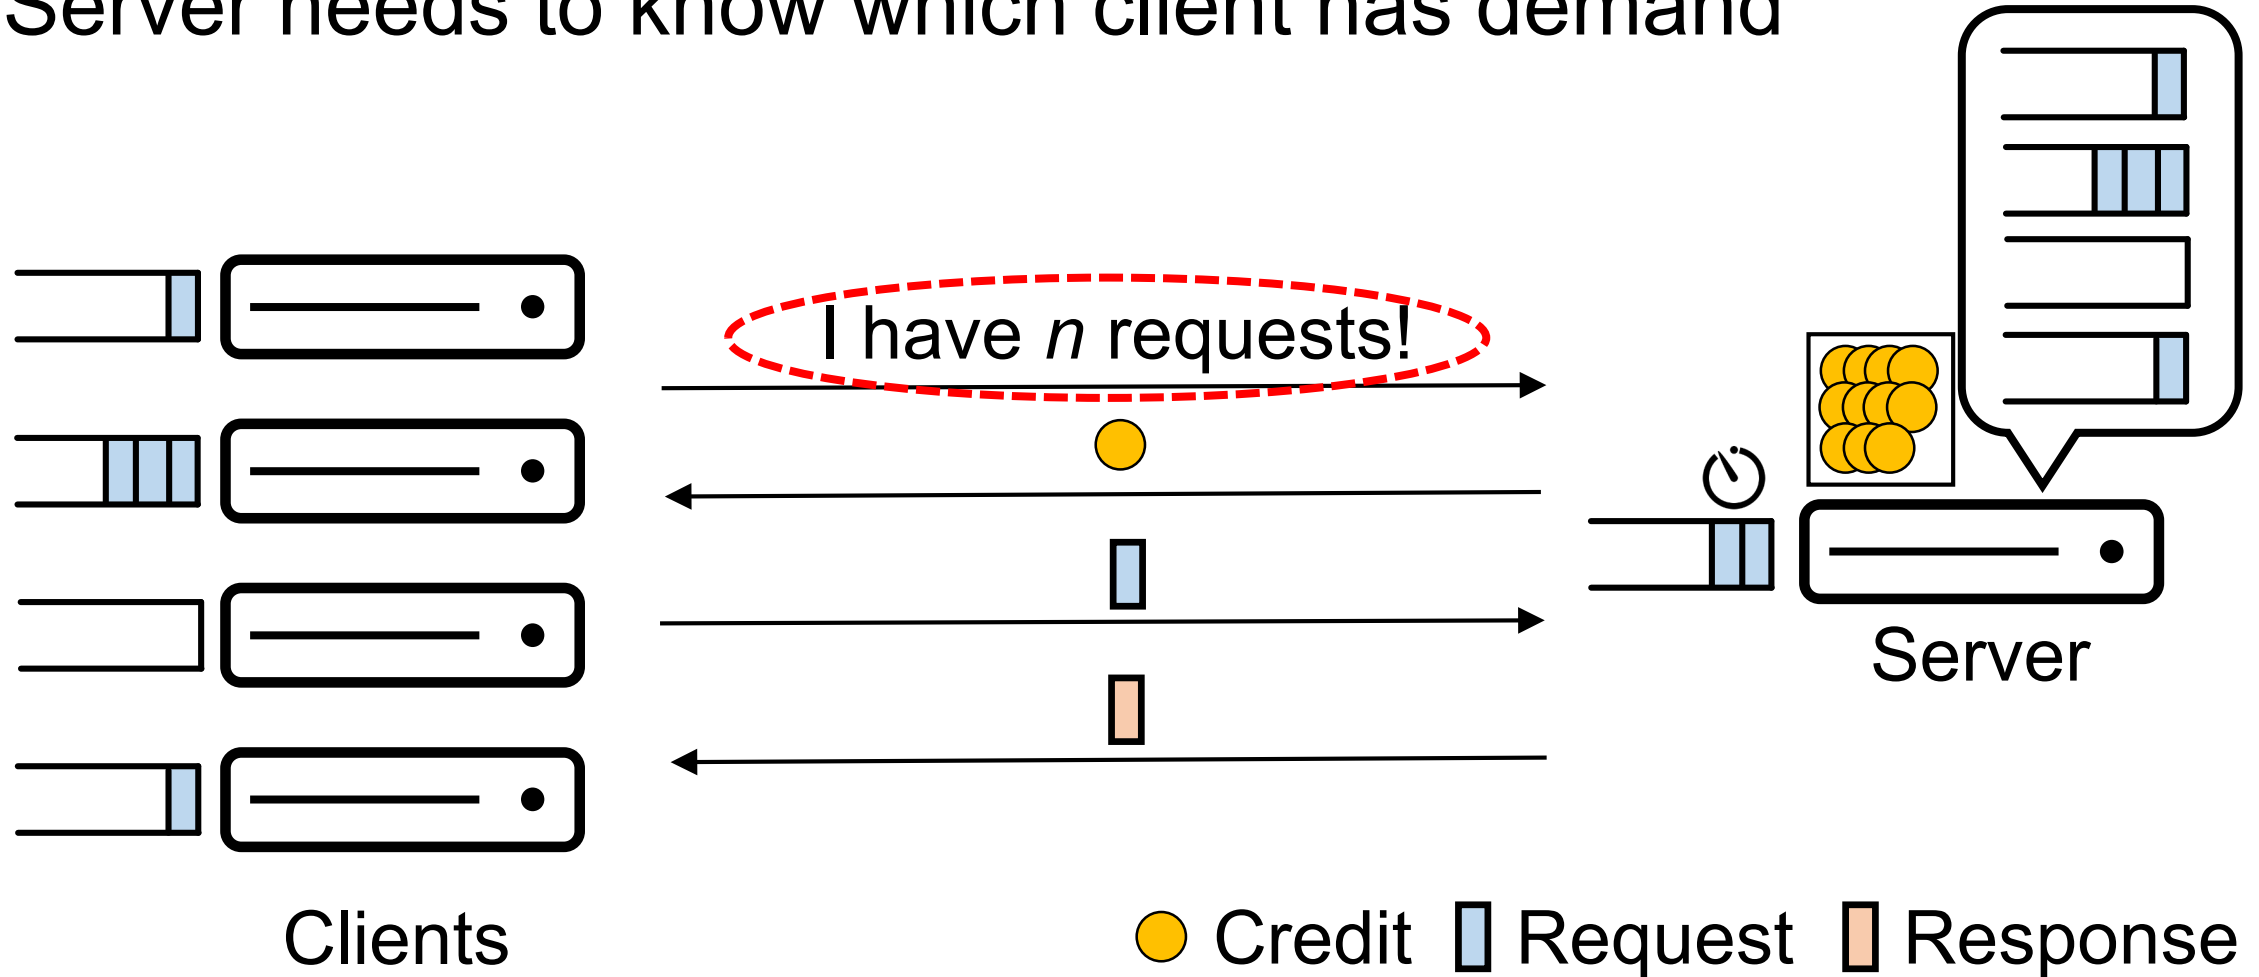 Server needs to know which client has demand
I have n requests!
Server
Clients
Credit Request Response